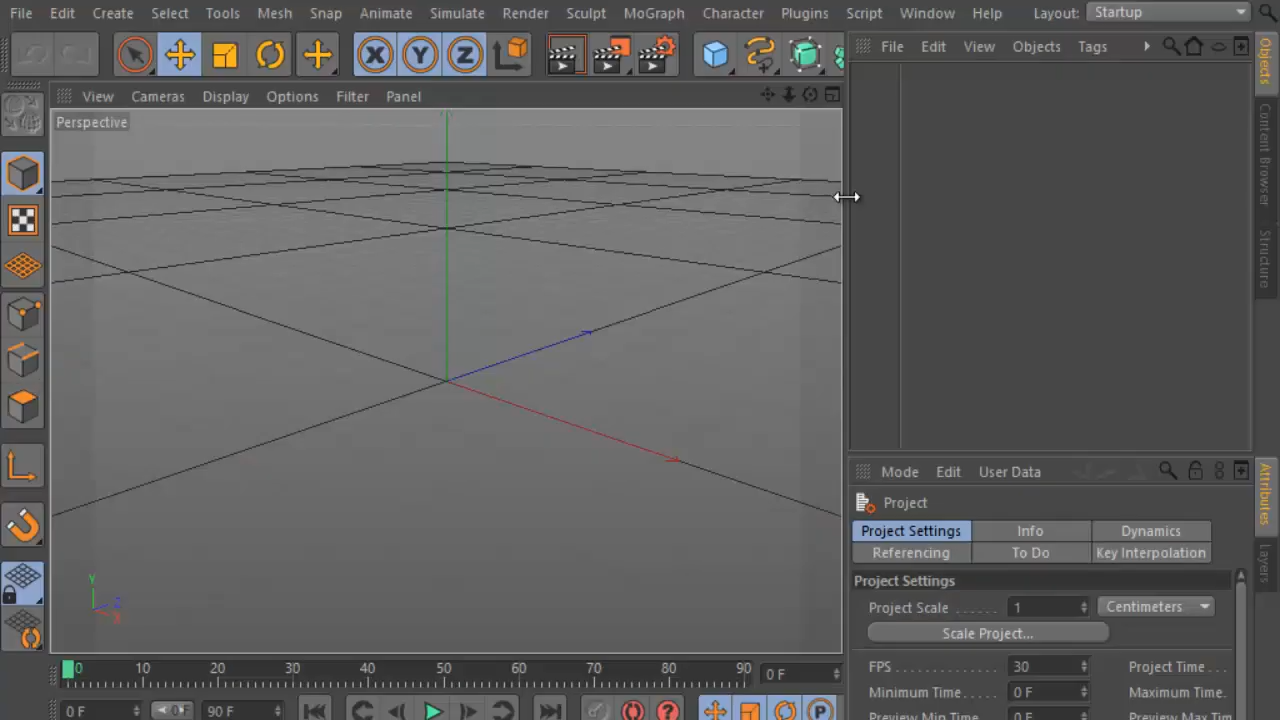 File Edit Create Select Tools Mesh Snap Animate Simulate Render Sculpt MoGraph Character Plugins Script Window Help Layout: Startup
X Y Z
File Edit View Objects Tags
View Cameras Display Options Filter Panel
Perspective
Objects
Content Browser
Structure
Y
Z
X
Mode Edit User Data
Project
Project Settings Info Dynamics
Referencing To Do Key Interpolation
Attributes
Layers
Project Settings
Project Scale ...... 1 Centimeters
Scale Project...
FPS 30 Project Time ...
Minimum Time 0 F Maximum Time.
0 10 20 30 40 50 60 70 80 90 0 F
0 F 0 F 90 F
? P
Preview Min Time 0 F Preview Max Time